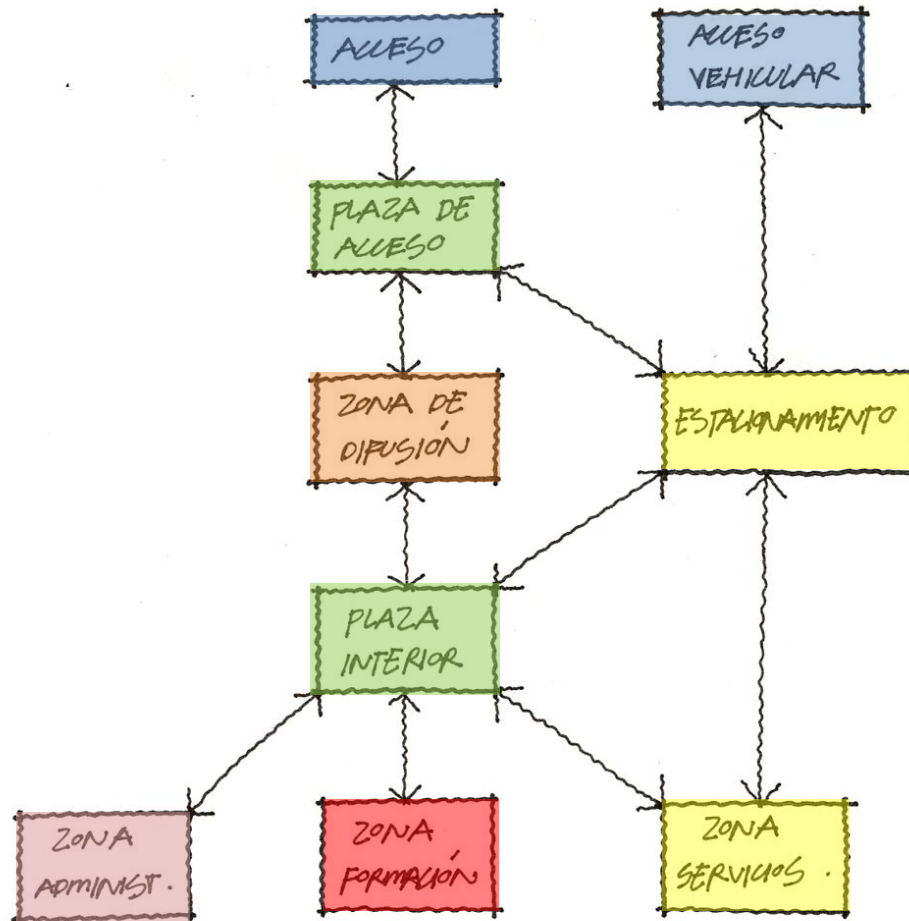 ACCESO
ACCESO
VEHICULAR
PLAZA DE
ACCESO
ZONA DE
DIFUSIÓN
ESTACIONAMIENTO
PLAZA
INTERIOR
ZONA
ADMINIST.
ZONA
FORMACIÓN
ZONA
SERVICIOS.